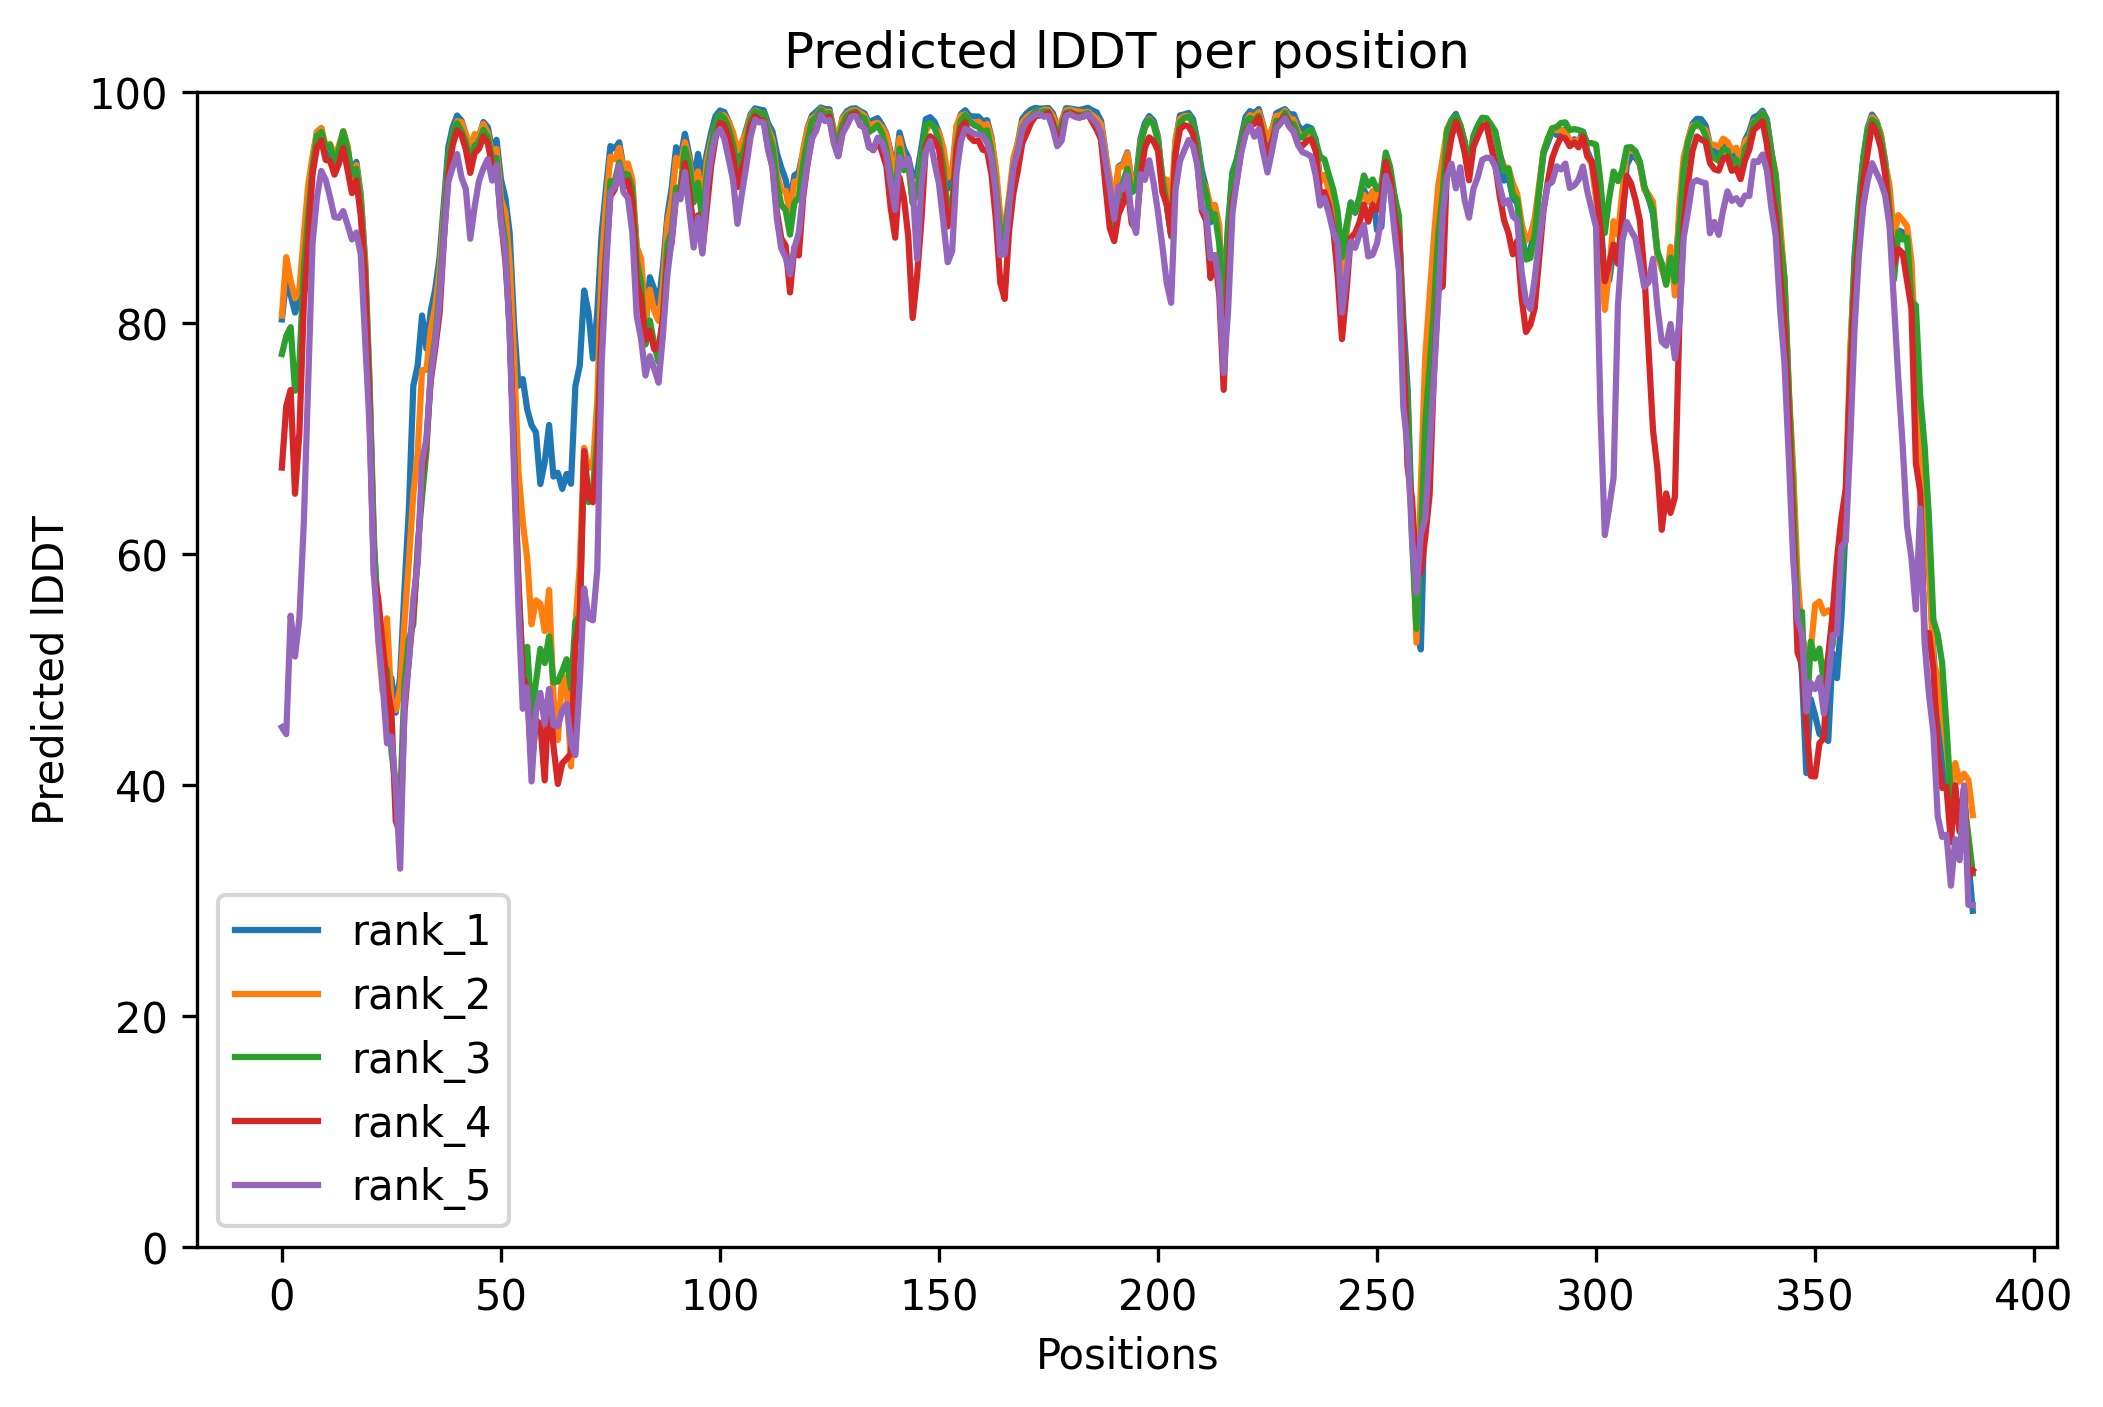 Predicted lDDT per position
Predicted lDDT
100
80
60
40
20
0
rank_1
rank_2
rank_3
rank_4
rank_5
0 50 100 150 200 250 300 350 400
Positions